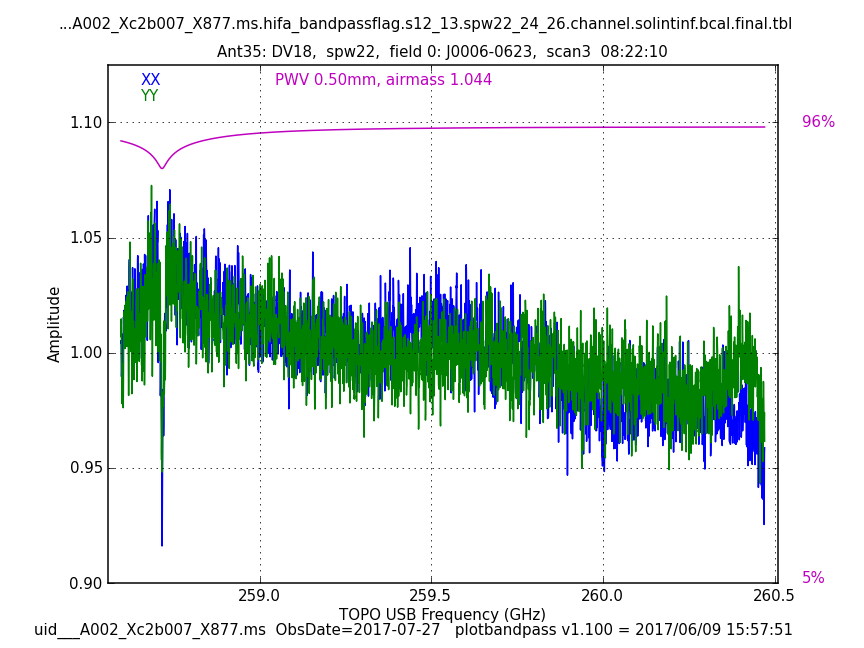 ...A002_Xc2b007_X877.ms.hifa_bandpassflag.s12_13.spw22_24_26.channel.solintinf.bcal.final.tbl
Ant35: DV18, spw22, field 0: J0006-0623, scan3 08:22:10
XX
YY
PWV 0.50mm, airmass 1.044
96%
5%
1.10
1.05
1.00
0.95
0.90
Amplitude
259.0 259.5 260.0 260.5
TOPO USB Frequency (GHz)
uid___A002_Xc2b007_X877.ms ObsDate=2017-07-27 plotbandpass v1.100 = 2017/06/09 15:57:51